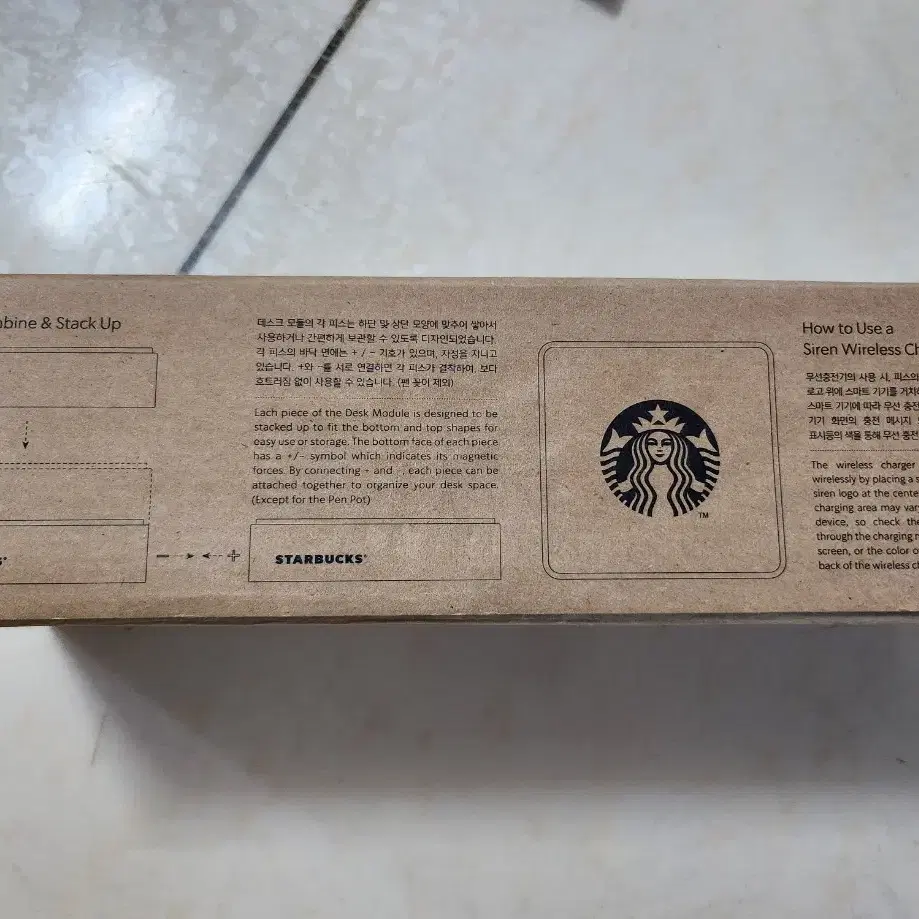 bine & Stack Up
데스크 모듈의 각 피스는 하단 및 상단 모양에 맞추어 쌓아서
사용하거나 간편하게 보관할 수 있도록 디자인되었습니다.
각 피스의 바닥 면에는 + / − 기호가 있으며, 자성을 지니고
있습니다. +와 −를 서로 연결하면 각 피스가 결착하여, 보다
흐트러짐 없이 사용할 수 있습니다. (펜 꽂이 제외)
Each piece of the Desk Module is designed to be
stacked up to fit the bottom and top shapes for
easy use or storage. The bottom face of each piece
has a +/− symbol which indicates its magnetic
forces. By connecting + and −, each piece can be
attached together to organize your desk space.
(Except for the Pen Pot)
− +
STARBUCKS®
TM
How to Use a
Siren Wireless Ch
무선충전기의 사용 시, 피스의
로고 위에 스마트 기기를 거치하
스마트 기기에 따라 무선 충전
기기 화면의 충전 메시지
표시등의 색을 통해 무선 충전
The wireless charger
wirelessly by placing a s
siren logo at the cente
charging area may var
device, so check the
through the charging m
screen, or the color o
back of the wireless ch